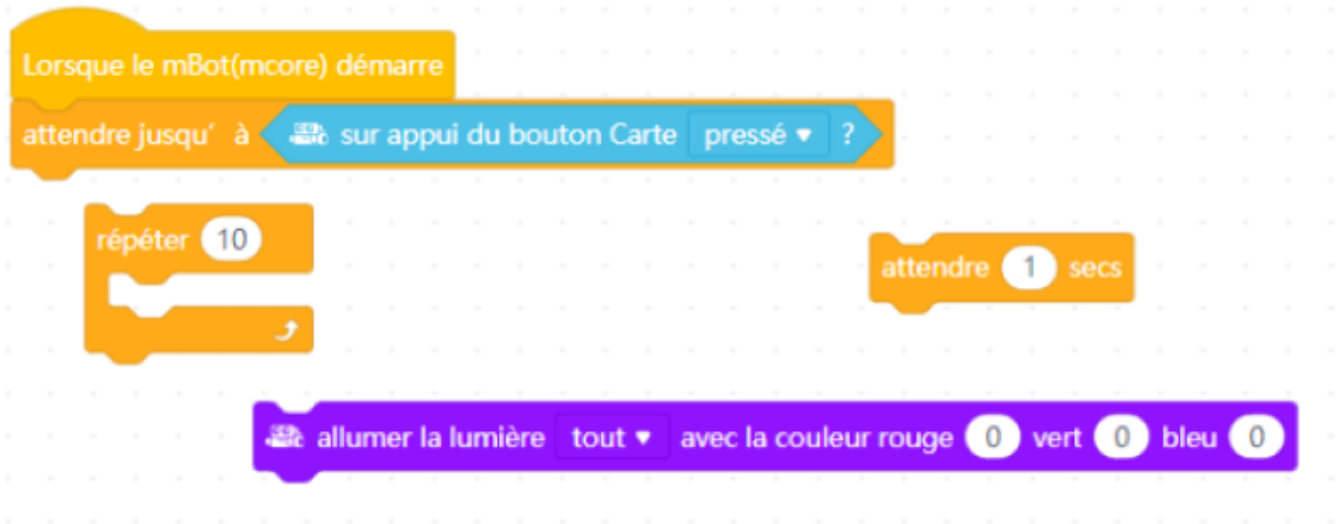 Lorsque le mBot(mcore) démarre
attendre jusqu' à sur appui du bouton Carte pressé ?
répéter 10
attendre 1 secs
allumer la lumière tout avec la couleur rouge 0 vert 0 bleu 0